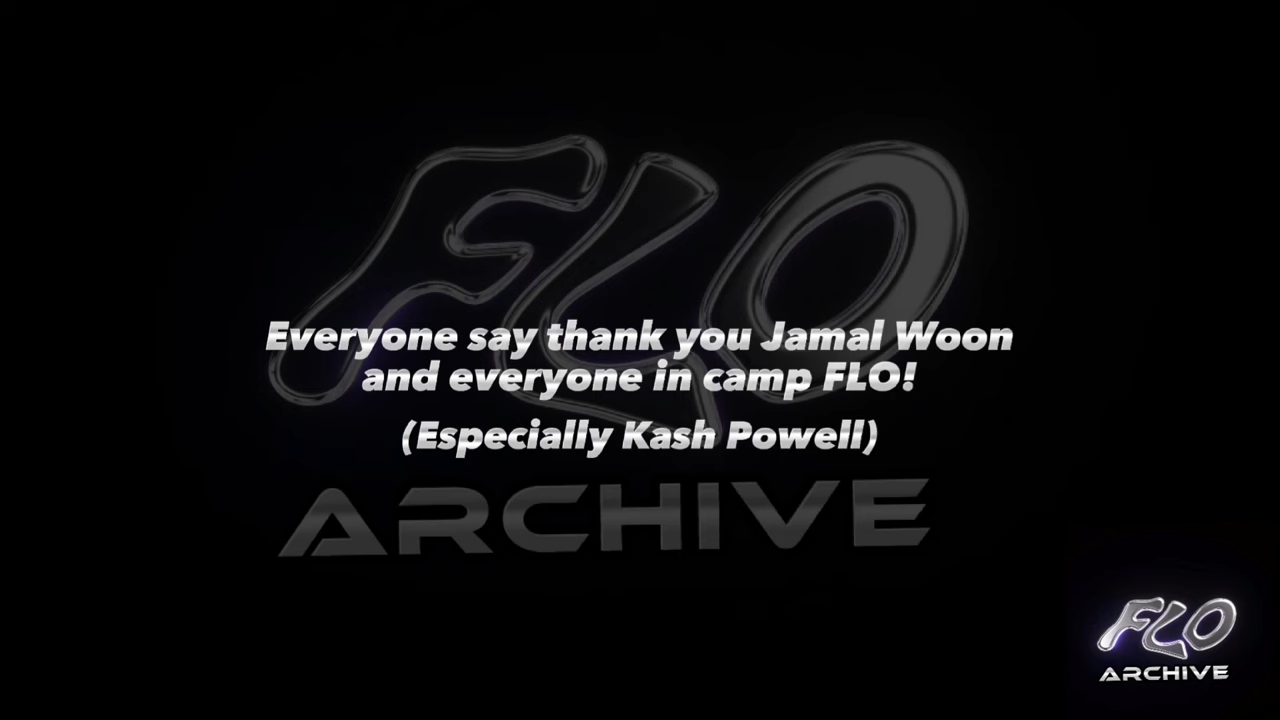 FLO
Everyone say thank you Jamal Woon
and everyone in camp FLO!
(Especially Kash Powell)
ARCHIVE
FLO
ARCHIVE